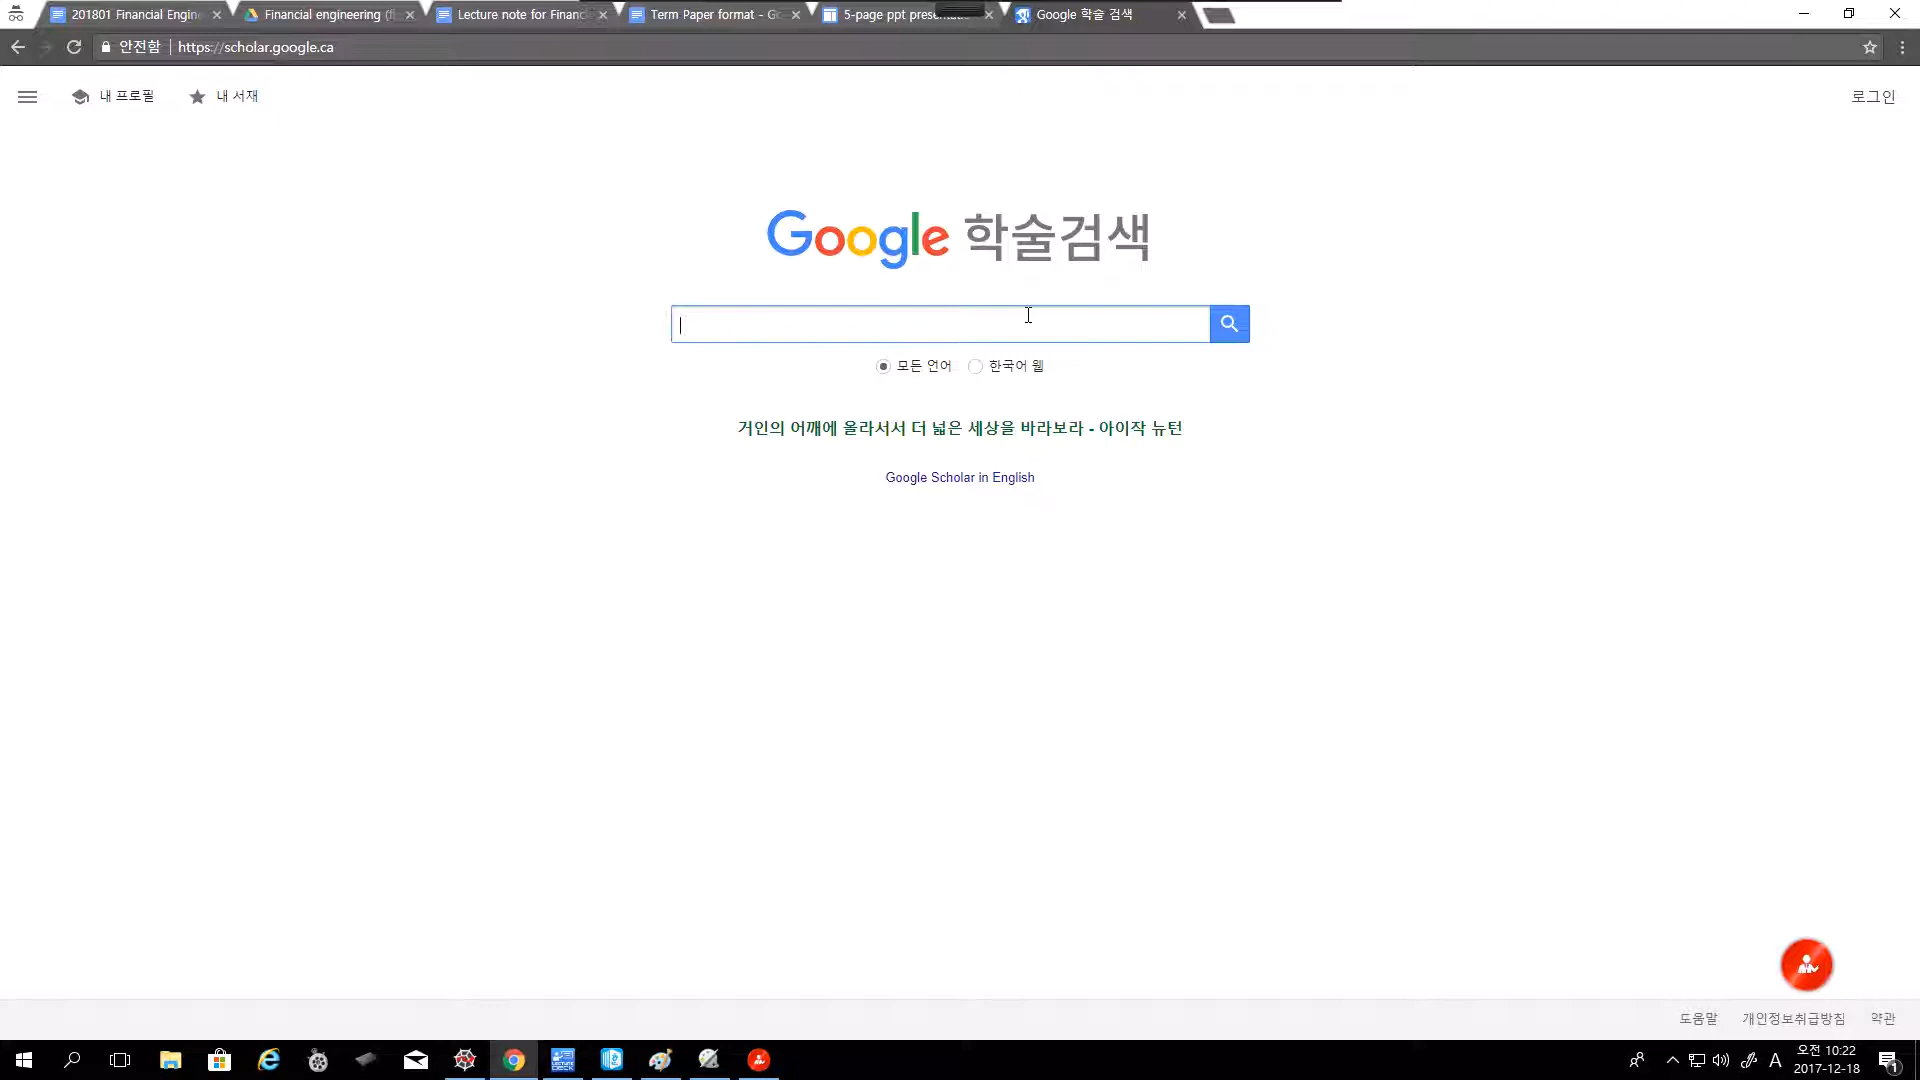 201801 Financial Engin
Financial engineering (
Lecture note for Financ
Term Paper format - G
5-page ppt present
Google 학술 검색
안전함
https://scholar.google.ca
내 프로필
내 서재
로그인
Google 학술검색
모든 언어
한국어 웹
거인의 어깨에 올라서서 더 넓은 세상을 바라보라 - 아이작 뉴턴
Google Scholar in English
도움말
개인정보취급방침
약관
LECTURE DECK
A
오전 10:22
2017-12-18
1